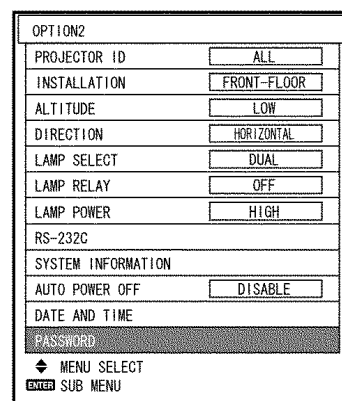 OPTION2
PROJECTOR ID ALL
INSTALLATION FRONT-FLOOR
ALTITUDE LOW
DIRECTION HORIZONTAL
LAMP SELECT DUAL
LAMP RELAY OFF
LAMP POWER HIGH
RS-232C
SYSTEM INFORMATION
AUTO POWER OFF DISABLE
DATE AND TIME
PASSWORD
MENU SELECT
ENTER SUB MENU